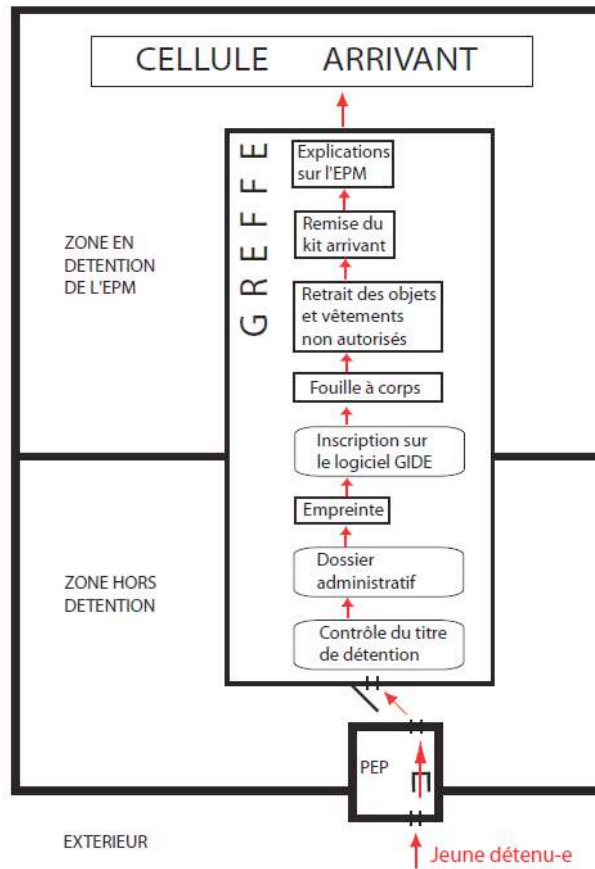 CELLULE ARRIVANT
GREFFE
Explications
sur l'EPM
Remise du
kit arrivant
ZONE EN
DETENTION
DE L'EPM
Retrait des objets
et vêtements
non autorisés
Fouille à corps
Inscription sur
le logiciel GIDE
Empreinte
ZONE HORS
DETENTION
Dossier
administratif
Contrôle du titre
de détention
PEP
EXTERIEUR
Jeune détenu-e